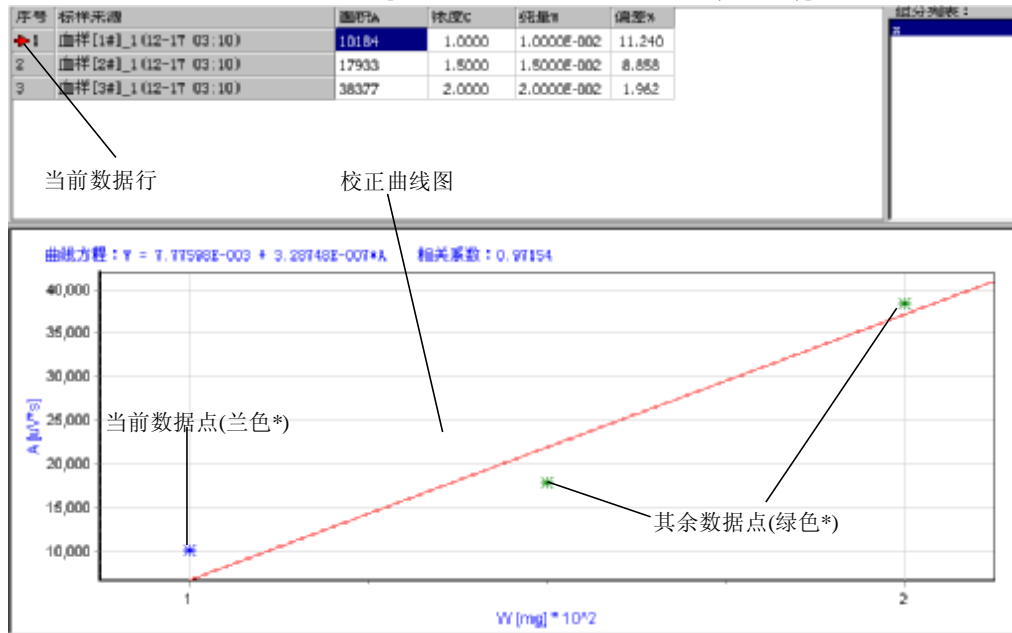 序号 标样来源 面积A 浓度C 纯量W 偏差% 组分列表：
1 血样[1#]_1(12-17 03:10) 10184 1.0000 1.0000E-002 11.240
2 血样[2#]_1(12-17 03:10) 17933 1.5000 1.5000E-002 8.858
3 血样[3#]_1(12-17 03:10) 38377 2.0000 2.0000E-002 1.962
当前数据行 校正曲线图
曲线方程：Y = 7.77598E-003 + 3.28748E-007*A 相关系数：0.97154
40,000
35,000
30,000
25,000
20,000
15,000
10,000
A [uV*s]
当前数据点(兰色*)
其余数据点(绿色*)
1 2
W [mg] * 10^2